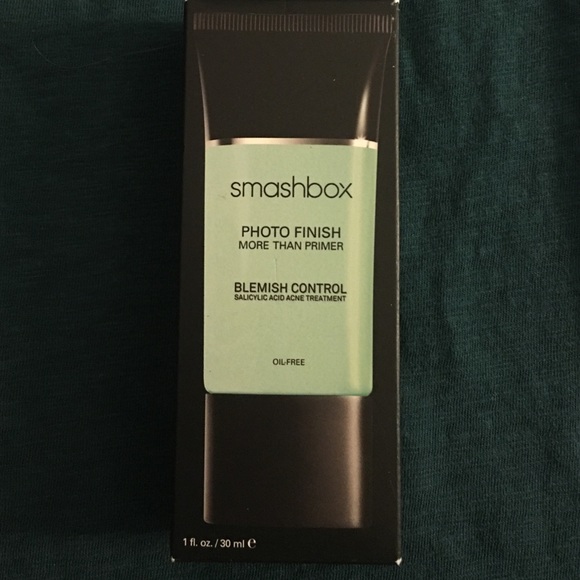 smashbox
PHOTO FINISH
MORE THAN PRIMER
BLEMISH CONTROL
SALICYLIC ACID ACNE TREATMENT
OIL-FREE
1 fl. oz. / 30 ml ℮